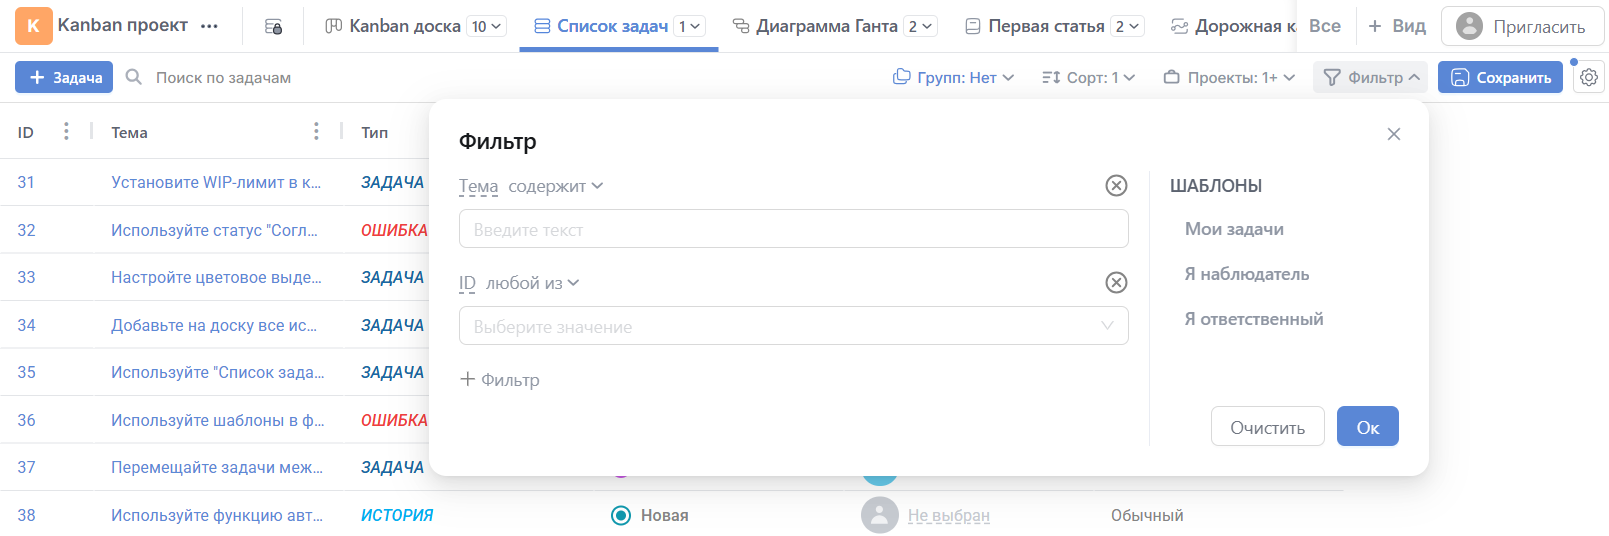 К Kanban проект ••• Kanban доска 10 Список задач 1 Диаграмма Ганта 2 Первая статья 2 Дорожная ка Все + Вид Пригласить
+ Задача Поиск по задачам Групп: Нет Сорт: 1 Проекты: 1+ Фильтр Сохранить
ID Тема Тип
31 Установите WIP-лимит в к... ЗАДАЧА
32 Используйте статус "Согл... ОШИБКА
33 Настройте цветовое выде... ЗАДАЧА
34 Добавьте на доску все ис... ЗАДАЧА
35 Используйте "Список зада... ЗАДАЧА
36 Используйте шаблоны в ф... ОШИБКА
37 Перемещайте задачи меж... ЗАДАЧА
38 Используйте функцию авт... ИСТОРИЯ Новая Не выбран Обычный
Фильтр
Тема содержит
Введите текст
ID любой из
Выберите значение
+ Фильтр
ШАБЛОНЫ
Мои задачи
Я наблюдатель
Я ответственный
Очистить Ок